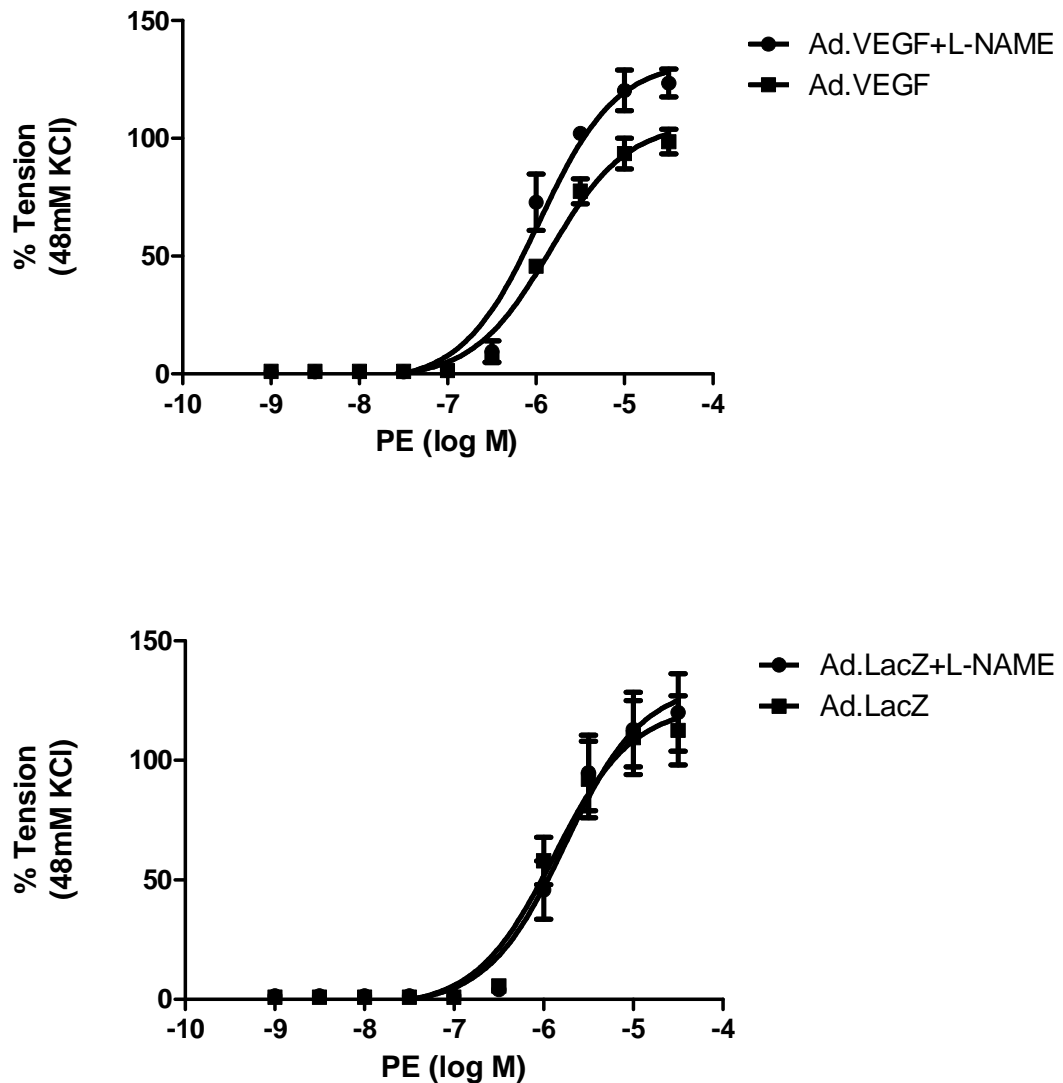 150
100
50
0
% Tension
(48mM KCl)
-10 -9 -8 -7 -6 -5 -4
PE (log M)
Ad.VEGF+L-NAME
Ad.VEGF
150
100
50
0
% Tension
(48mM KCl)
-10 -9 -8 -7 -6 -5 -4
PE (log M)
Ad.LacZ+L-NAME
Ad.LacZ